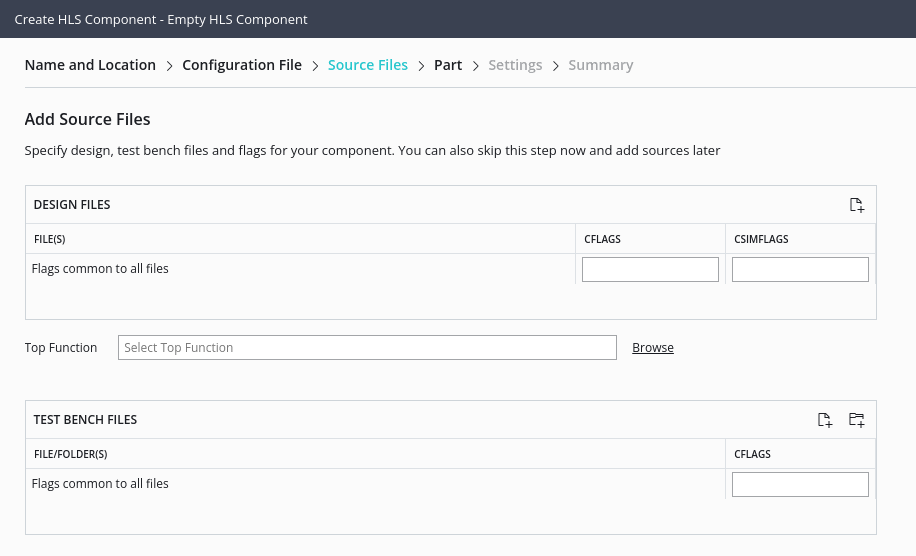 Create HLS Component - Empty HLS Component
Name and Location > Configuration File > Source Files > Part > Settings > Summary
Add Source Files
Specify design, test bench files and flags for your component. You can also skip this step now and add sources later
DESIGN FILES
FILE(S) CFLAGS CSIMFLAGS
Flags common to all files
Top Function Select Top Function Browse
TEST BENCH FILES
FILE/FOLDER(S) CFLAGS
Flags common to all files